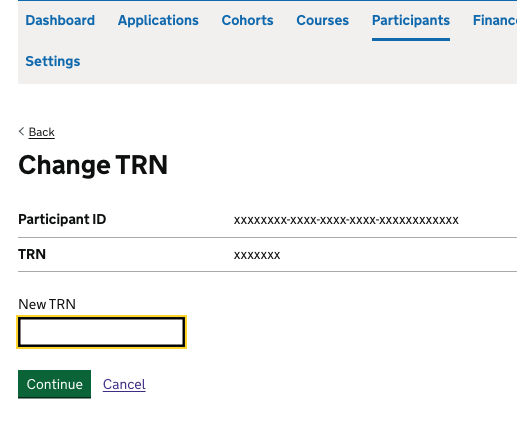 Dashboard Applications Cohorts Courses Participants Finance
Settings
Back
Change TRN
Participant ID xxxxxxxx-xxxx-xxxx-xxxx-xxxxxxxxxxxx
TRN xxxxxxx
New TRN
Continue Cancel